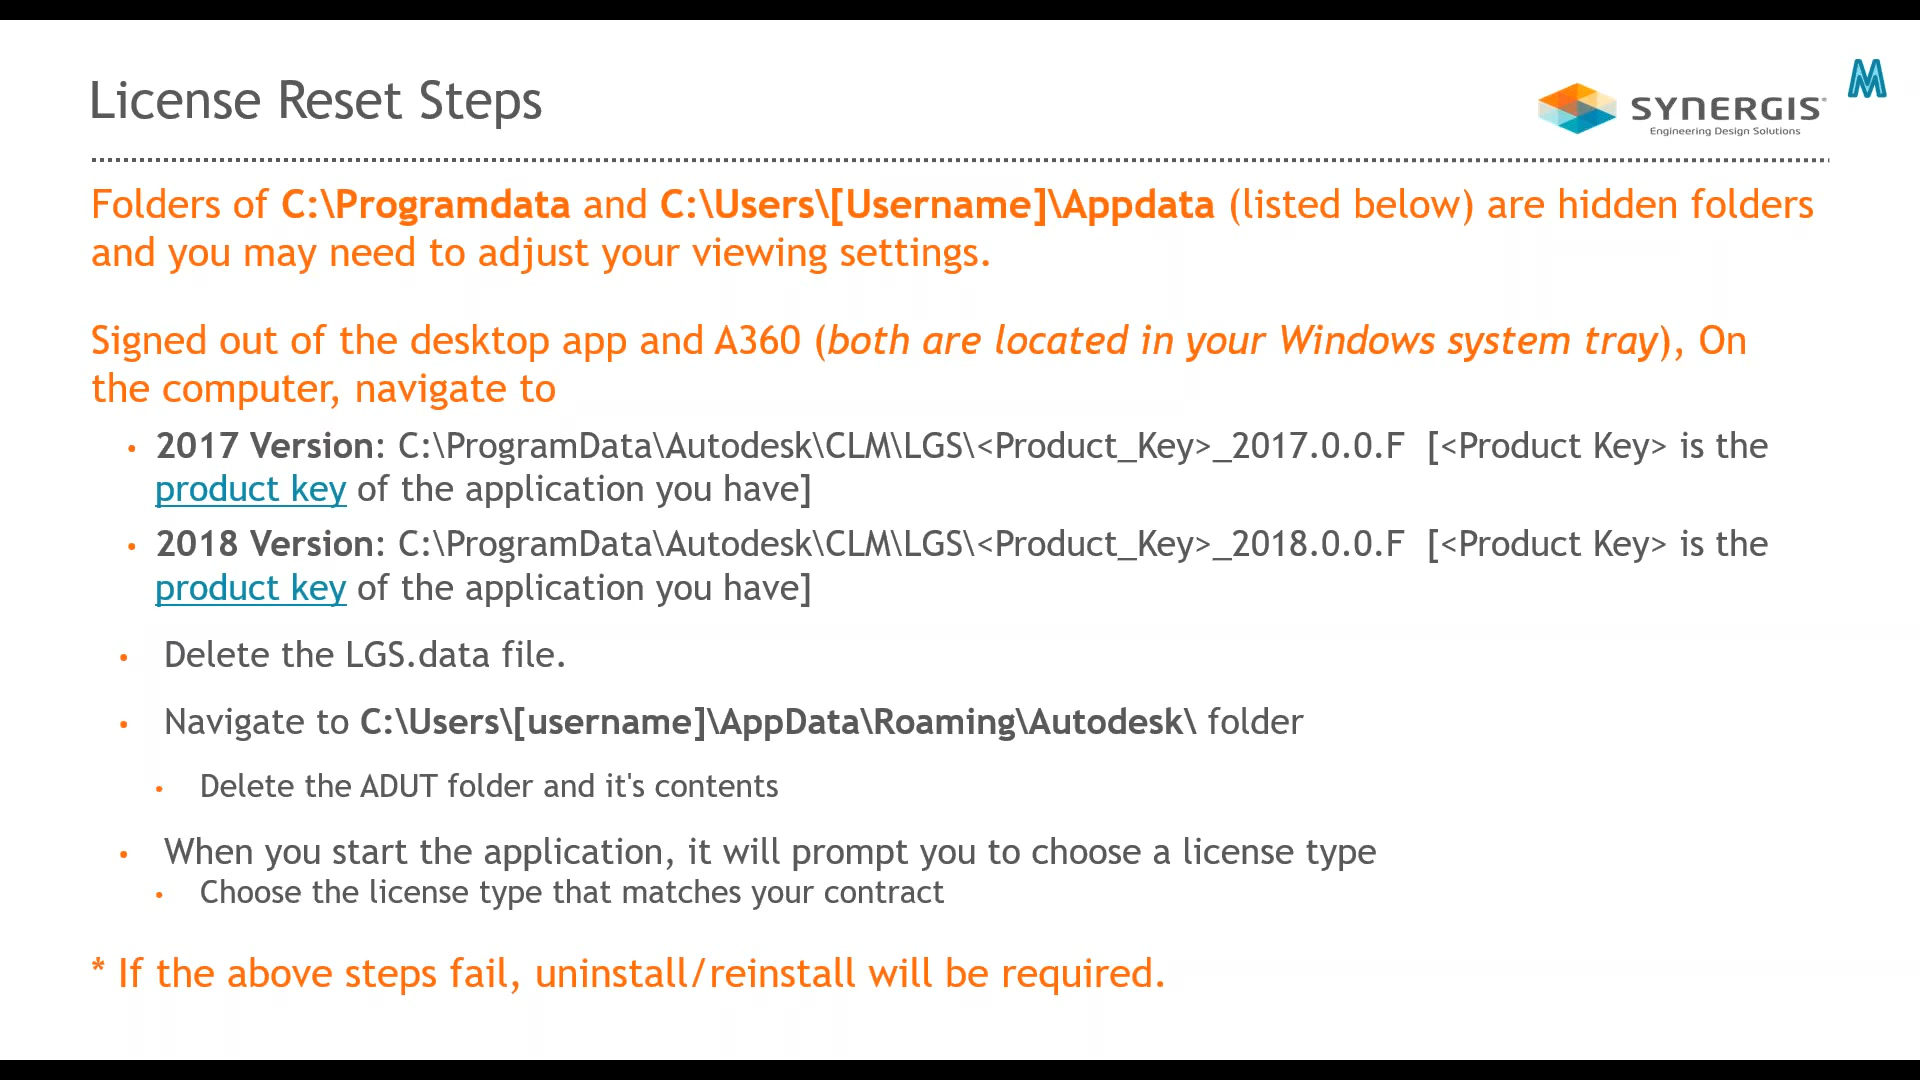 License Reset Steps
SYNERGIS
Engineering Design Solutions
M
Folders of C:\Programdata and C:\Users\[Username]\Appdata (listed below) are hidden folders
and you may need to adjust your viewing settings.
Signed out of the desktop app and A360 (both are located in your Windows system tray), On
the computer, navigate to
• 2017 Version: C:\ProgramData\Autodesk\CLM\LGS\<Product_Key>_2017.0.0.F [<Product Key> is the
product key of the application you have]
• 2018 Version: C:\ProgramData\Autodesk\CLM\LGS\<Product_Key>_2018.0.0.F [<Product Key> is the
product key of the application you have]
• Delete the LGS.data file.
• Navigate to C:\Users\[username]\AppData\Roaming\Autodesk\ folder
• Delete the ADUT folder and it's contents
• When you start the application, it will prompt you to choose a license type
• Choose the license type that matches your contract
* If the above steps fail, uninstall/reinstall will be required.